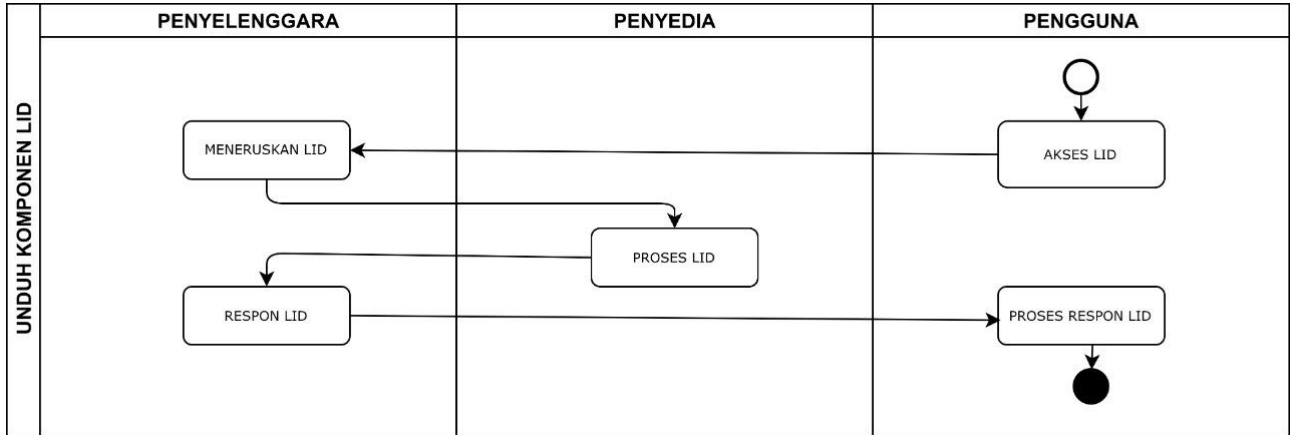 PENYELENGGARA
PENYEDIA
PENGGUNA
UNDUH KOMPONEN LID
MENERUSKAN LID
AKSES LID
PROSES LID
RESPON LID
PROSES RESPON LID